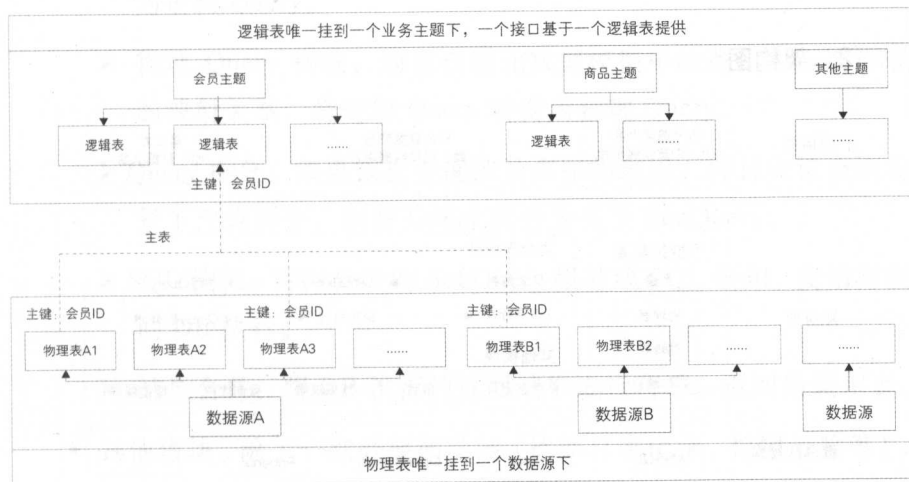 逻辑表唯一挂到一个业务主题下，一个接口基于一个逻辑表提供
会员主题
商品主题
其他主题
逻辑表
逻辑表
......
逻辑表
......
......
主键：会员ID
主表
主键：会员ID
主键：会员ID
主键：会员ID
物理表A1
物理表A2
物理表A3
......
物理表B1
物理表B2
......
......
数据源A
数据源B
数据源
物理表唯一挂到一个数据源下